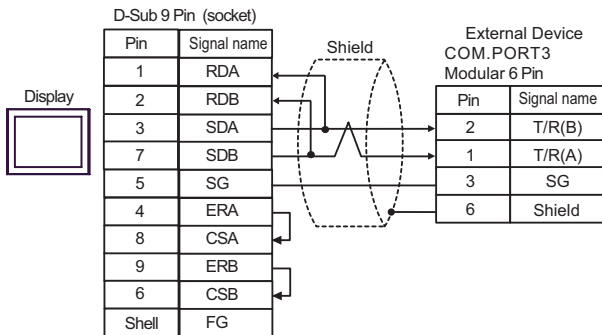 D-Sub 9 Pin (socket)
Pin Signal name
1 RDA
2 RDB
3 SDA
7 SDB
5 SG
4 ERA
8 CSA
9 ERB
6 CSB
Shell FG
Display
Shield
External Device
COM.PORT3
Modular 6 Pin
Pin Signal name
2 T/R(B)
1 T/R(A)
3 SG
6 Shield